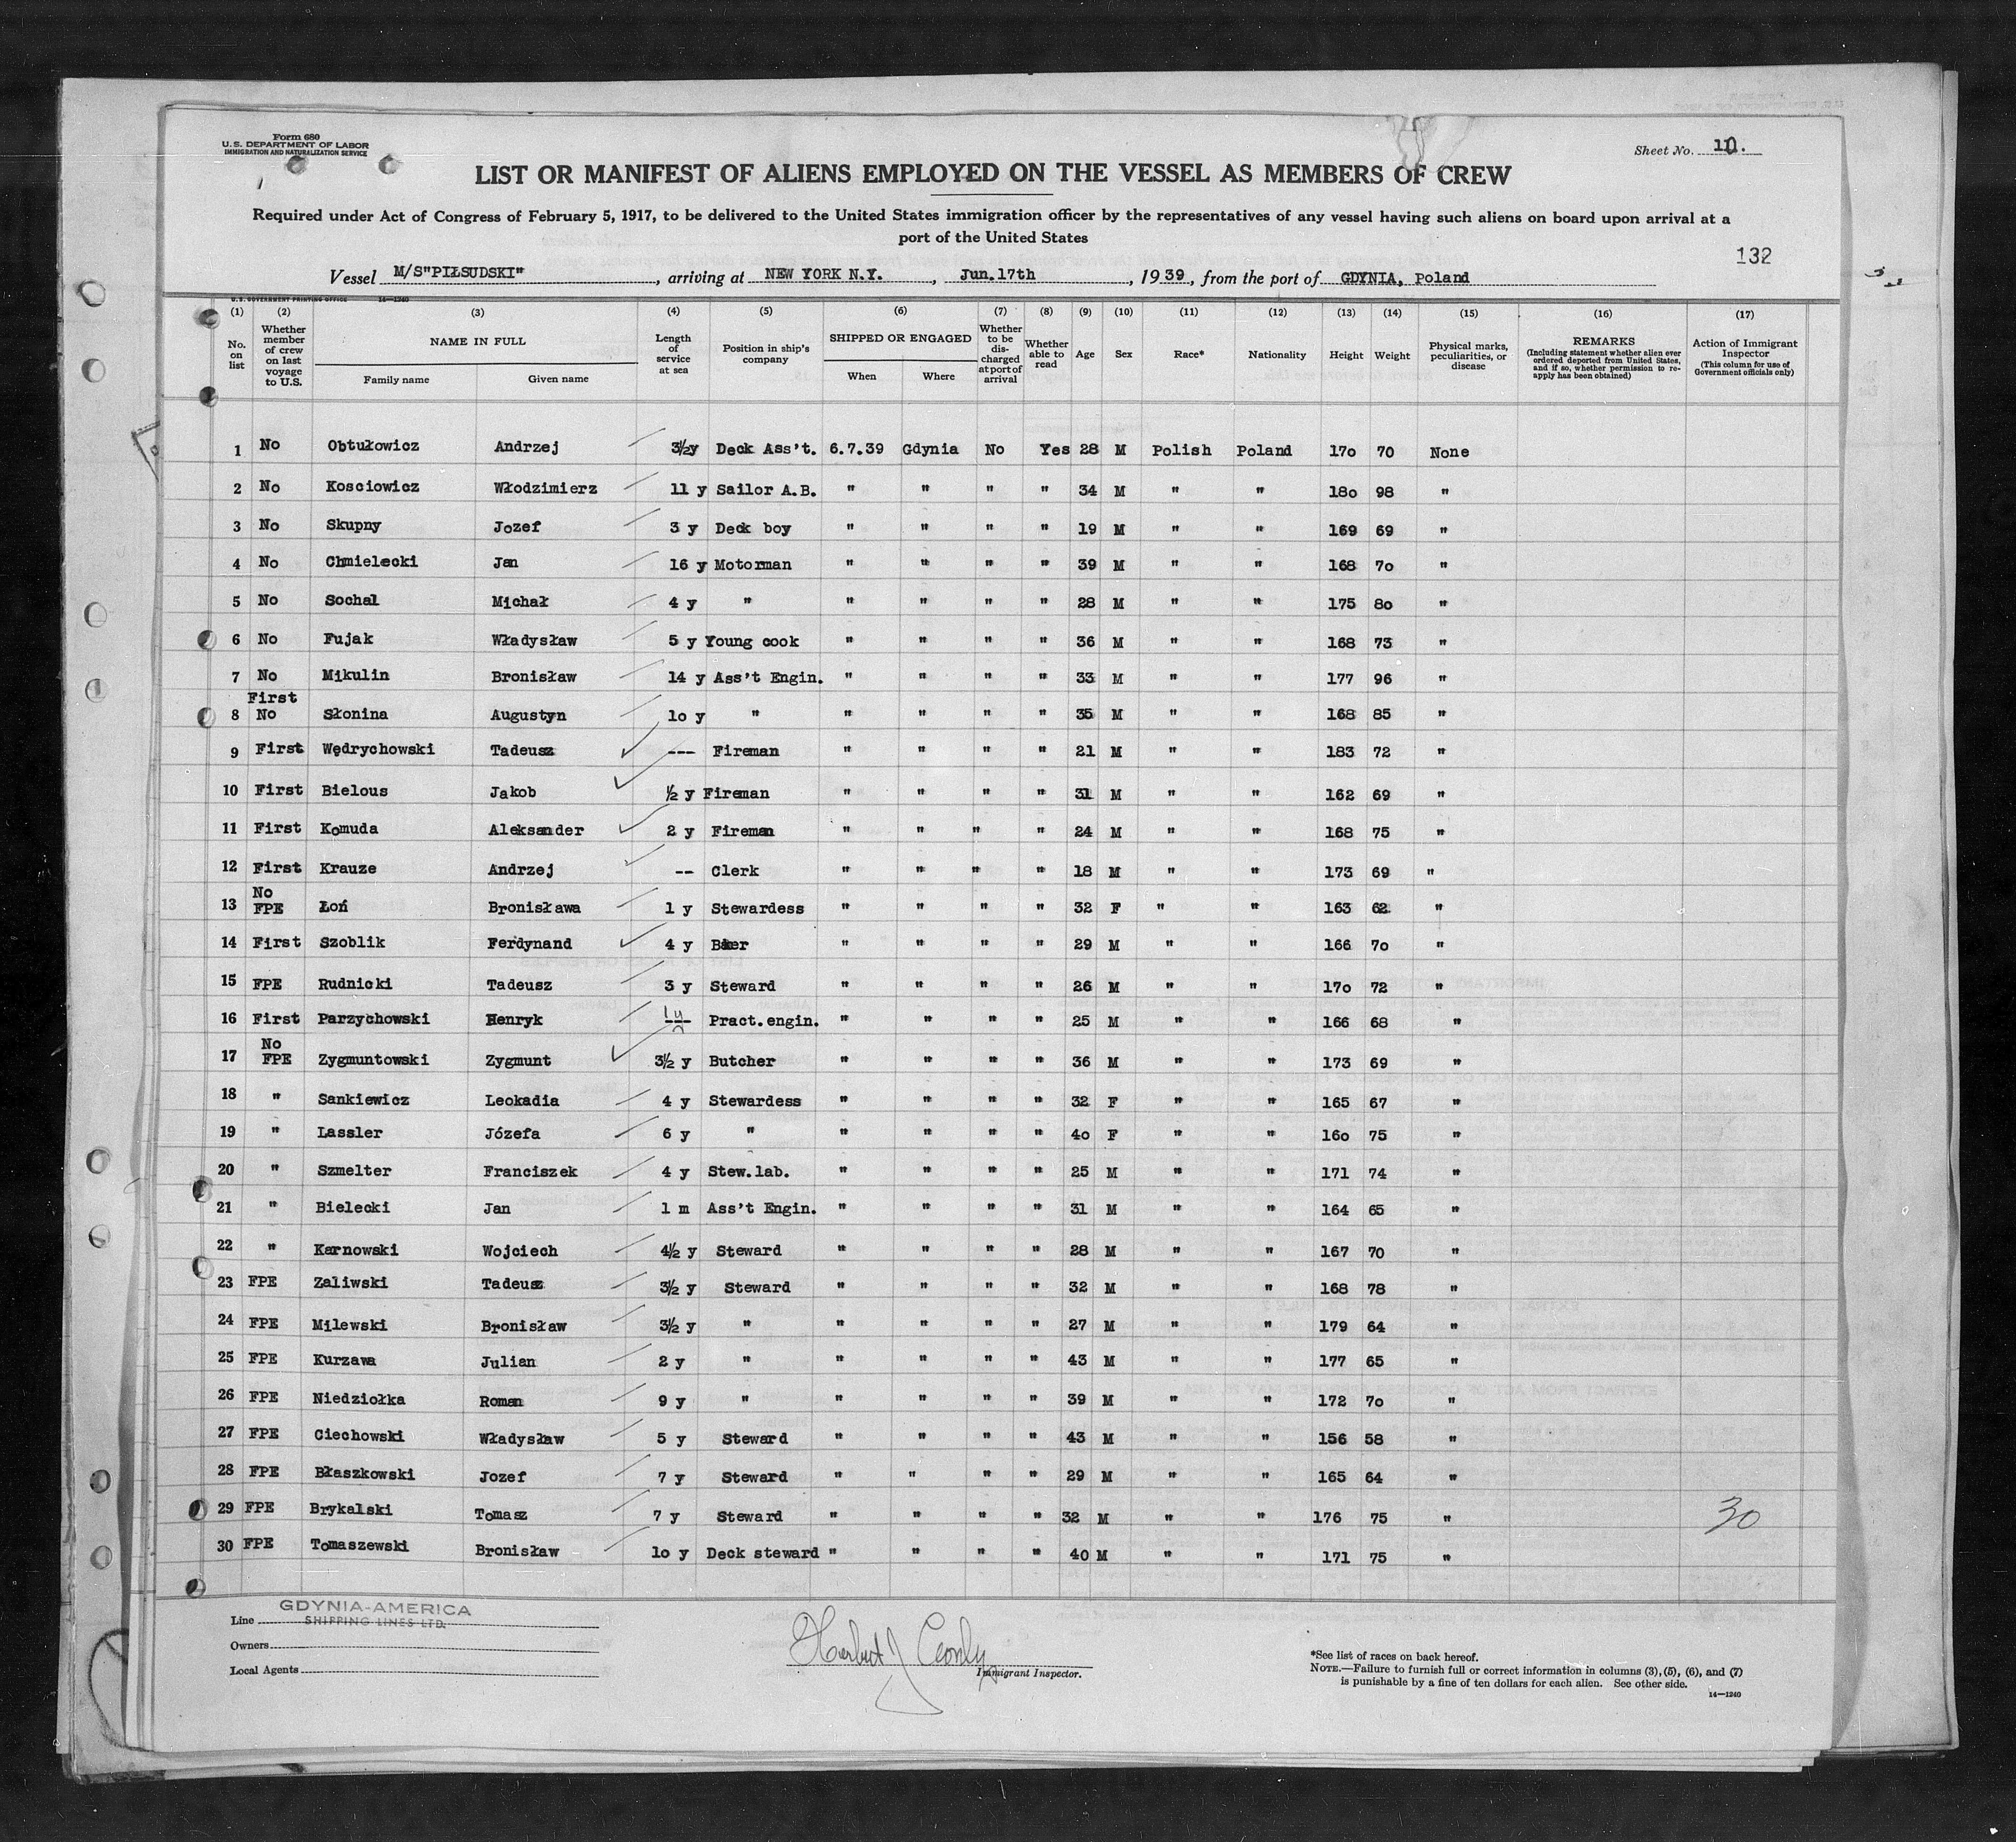 Form 680
U.S. DEPARTMENT OF LABOR
IMMIGRATION AND NATURALIZATION SERVICE
Sheet No.
LIST OR MANIFEST OF ALIENS EMPLOYED ON THE VESSEL AS MEMBERS OF CREW
Required under Act of Congress of February 5, 1917, to be delivered to the United States immigration officer by the representatives of any vessel having such aliens on board upon arrival at a
port of the United States
132
Vessel M/S"PIŁSUDSKI" , arriving at NEW YORK N.Y. , Jun.17th , 1939, from the port of GDYNIA, Poland
U.S. GOVERNMENT PRINTING OFFICE 14—1240
(1) No. on list (2) Whether member of crew on last voyage to U.S. (3) NAME IN FULL Family name Given name (4) Length of service at sea (5) Position in ship's company (6) SHIPPED OR ENGAGED When Where (7) Whether to be discharged at port of arrival (8) Whether able to read (9) Age (10) Sex (11) Race* (12) Nationality (13) Height (14) Weight (15) Physical marks, peculiarities, or disease (16) REMARKS (Including statement whether alien ever ordered deported from United States, and if so, whether permission to reapply has been obtained) (17) Action of Immigrant Inspector (This column for use of Government officials only)
1 No Obtułowicz Andrzej 3½y Deck Ass't. 6.7.39 Gdynia No Yes 28 M Polish Poland 17o 70 None
2 No Kosciowicz Włodzimierz 11 y Sailor A.B. " " " " 34 M " " 18o 98 "
3 No Skupny Jozef 3 y Deck boy " " " " 19 M " " 169 69 "
4 No Chmielecki Jan 16 y Motorman " " " " 39 M " " 168 7o "
5 No Sochal Michał 4 y " " " " " 28 M " " 175 8o "
6 No Fujak Władysław 5 y Young cook " " " " 36 M " " 168 73 "
7 No Mikulin Bronisław 14 y Ass't Engin. " " " " 33 M " " 177 96 "
8 First No Słonina Augustyn 1o y " " " " " 35 M " " 168 85 "
9 First Wędrychowski Tadeusz --- Fireman " " " " 21 M " " 183 72 "
10 First Bielous Jakob ½ y Fireman " " " " 31 M " " 162 69 "
11 First Komuda Aleksander 2 y Fireman " " " " 24 M " " 168 75 "
12 First Krauze Andrzej -- Clerk " " " " 18 M " " 173 69 "
13 No FPE Łoń Bronisława 1 y Stewardess " " " " 32 F " " 163 62 "
14 First Szoblik Ferdynand 4 y " " " " 29 M " " 166 7o "
15 FPE Rudnicki Tadeusz 3 y Steward " " " " 26 M " " 17o 72 "
16 First Parzychowski Henryk 1y -- Pract.engin. " " " " 25 M " " 166 68 "
17 No FPE Zygmuntowski Zygmunt 3½ y Butcher " " " " 36 M " " 173 69 "
18 " Sankiewicz Leokadia 4 y Stewardess " " " " 32 F " " 165 67 "
19 " Lassler Józefa 6 y " " " " " 4o F " " 16o 75 "
20 " Szmelter Franciszek 4 y Stew.lab. " " " " 25 M " " 171 74 "
21 " Bielecki Jan 1 m Ass't Engin. " " " " 31 M " " 164 65 "
22 " Karnowski Wojciech 4½ y Steward " " " " 28 M " " 167 70 "
23 FPE Zaliwski Tadeusz 3½ y Steward " " " " 32 M " " 168 78 "
24 FPE Milewski Bronisław 3½ y " " " " " 27 M " " 179 64 "
25 FPE Kurzawa Julian 2 y " " " " " 43 M " " 177 65 "
26 FPE Niedziołka Roman 9 y " " " " " 39 M " " 172 7o "
27 FPE Ciechowski Władysław 5 y Steward " " " " 43 M " " 156 58 "
28 FPE Błaszkowski Jozef 7 y Steward " " " " 29 M " " 165 64 "
29 FPE Brykalski Tomasz 7 y Steward " " " " 32 M " " 176 75 " 30
30 FPE Tomaszewski Bronisław 1o y Deck steward " " " " 40 M " " 171 75 "
Line GDYNIA-AMERICA SHIPPING LINES LTD.
Owners
Local Agents
Herbert J
Immigrant Inspector.
*See list of races on back hereof.
NOTE.—Failure to furnish full or correct information in columns (3), (5), (6), and (7)
is punishable by a fine of ten dollars for each alien. See other side.
14—1240